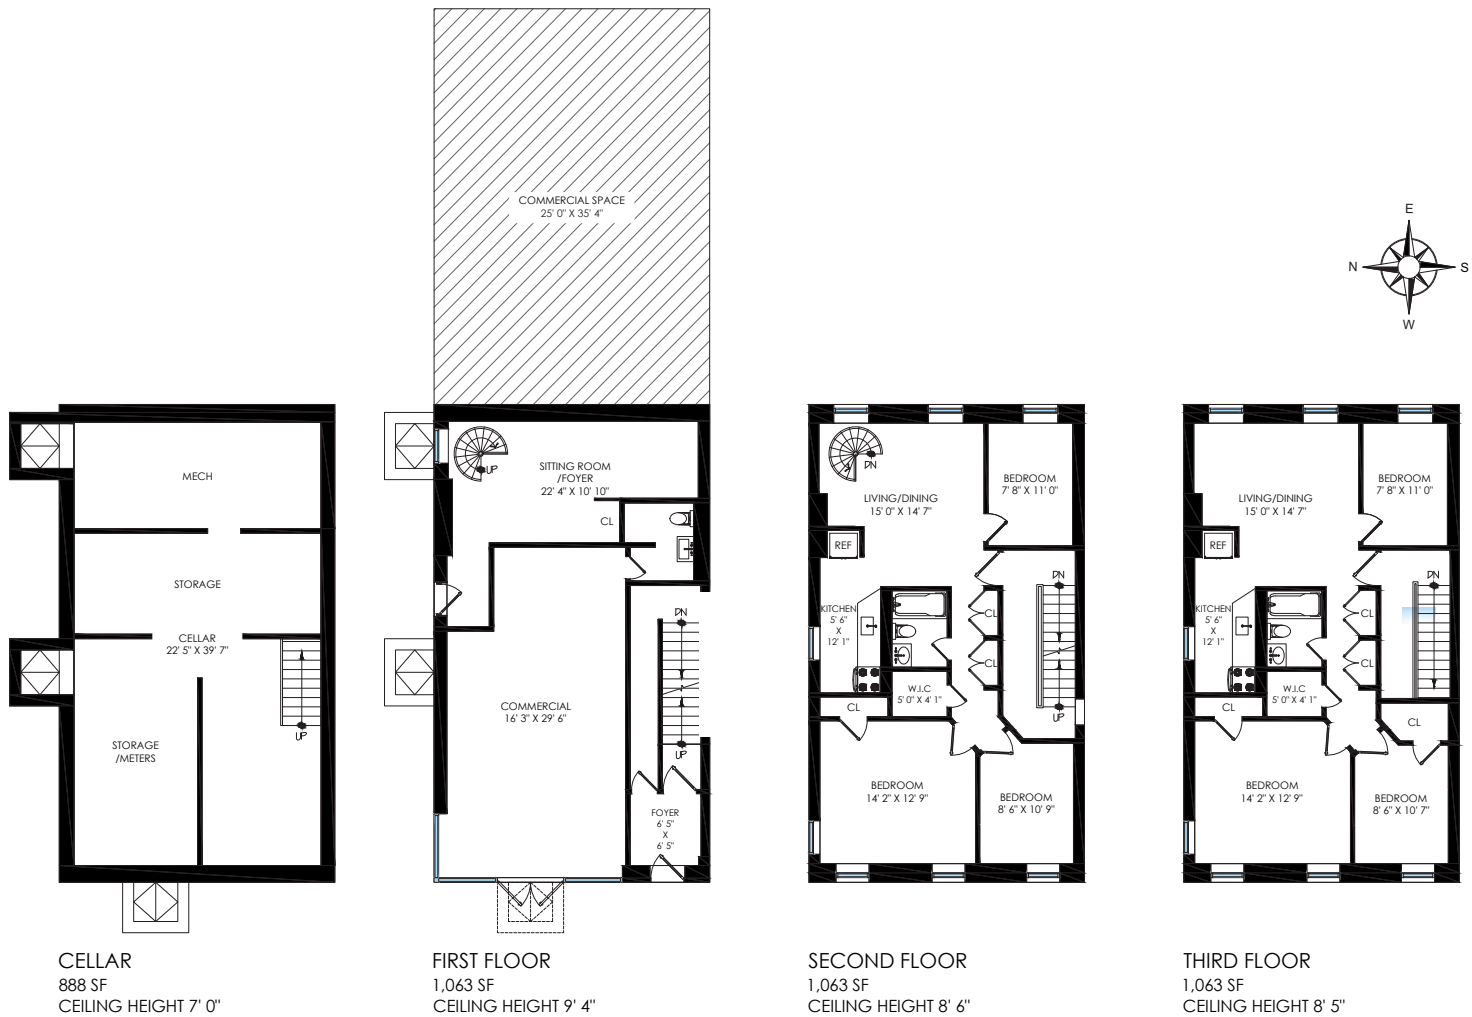 COMMERCIAL SPACE
25' 0" X 35' 4"
E
N
S
W
MECH
STORAGE
CELLAR
22' 5" X 39' 7"
STORAGE
/METERS
UP
UP
SITTING ROOM
/FOYER
22' 4" X 10' 10"
CL
DN
COMMERCIAL
16' 3" X 29' 6"
UP
FOYER
6' 5"
X
6' 5"
DN
BEDROOM
7' 8" X 11' 0"
LIVING/DINING
15' 0" X 14' 7"
REF
DN
KITCHEN
5' 6"
X
12' 1"
CL
CL
W.I.C
5' 0" X 4' 1"
CL
UP
BEDROOM
14' 2" X 12' 9"
BEDROOM
8' 6" X 10' 9"
BEDROOM
7' 8" X 11' 0"
LIVING/DINING
15' 0" X 14' 7"
REF
DN
KITCHEN
5' 6"
X
12' 1"
CL
CL
W.I.C
5' 0" X 4' 1"
CL
CL
BEDROOM
14' 2" X 12' 9"
BEDROOM
8' 6" X 10' 7"
CELLAR
888 SF
CEILING HEIGHT 7' 0"
FIRST FLOOR
1,063 SF
CEILING HEIGHT 9' 4"
SECOND FLOOR
1,063 SF
CEILING HEIGHT 8' 6"
THIRD FLOOR
1,063 SF
CEILING HEIGHT 8' 5"